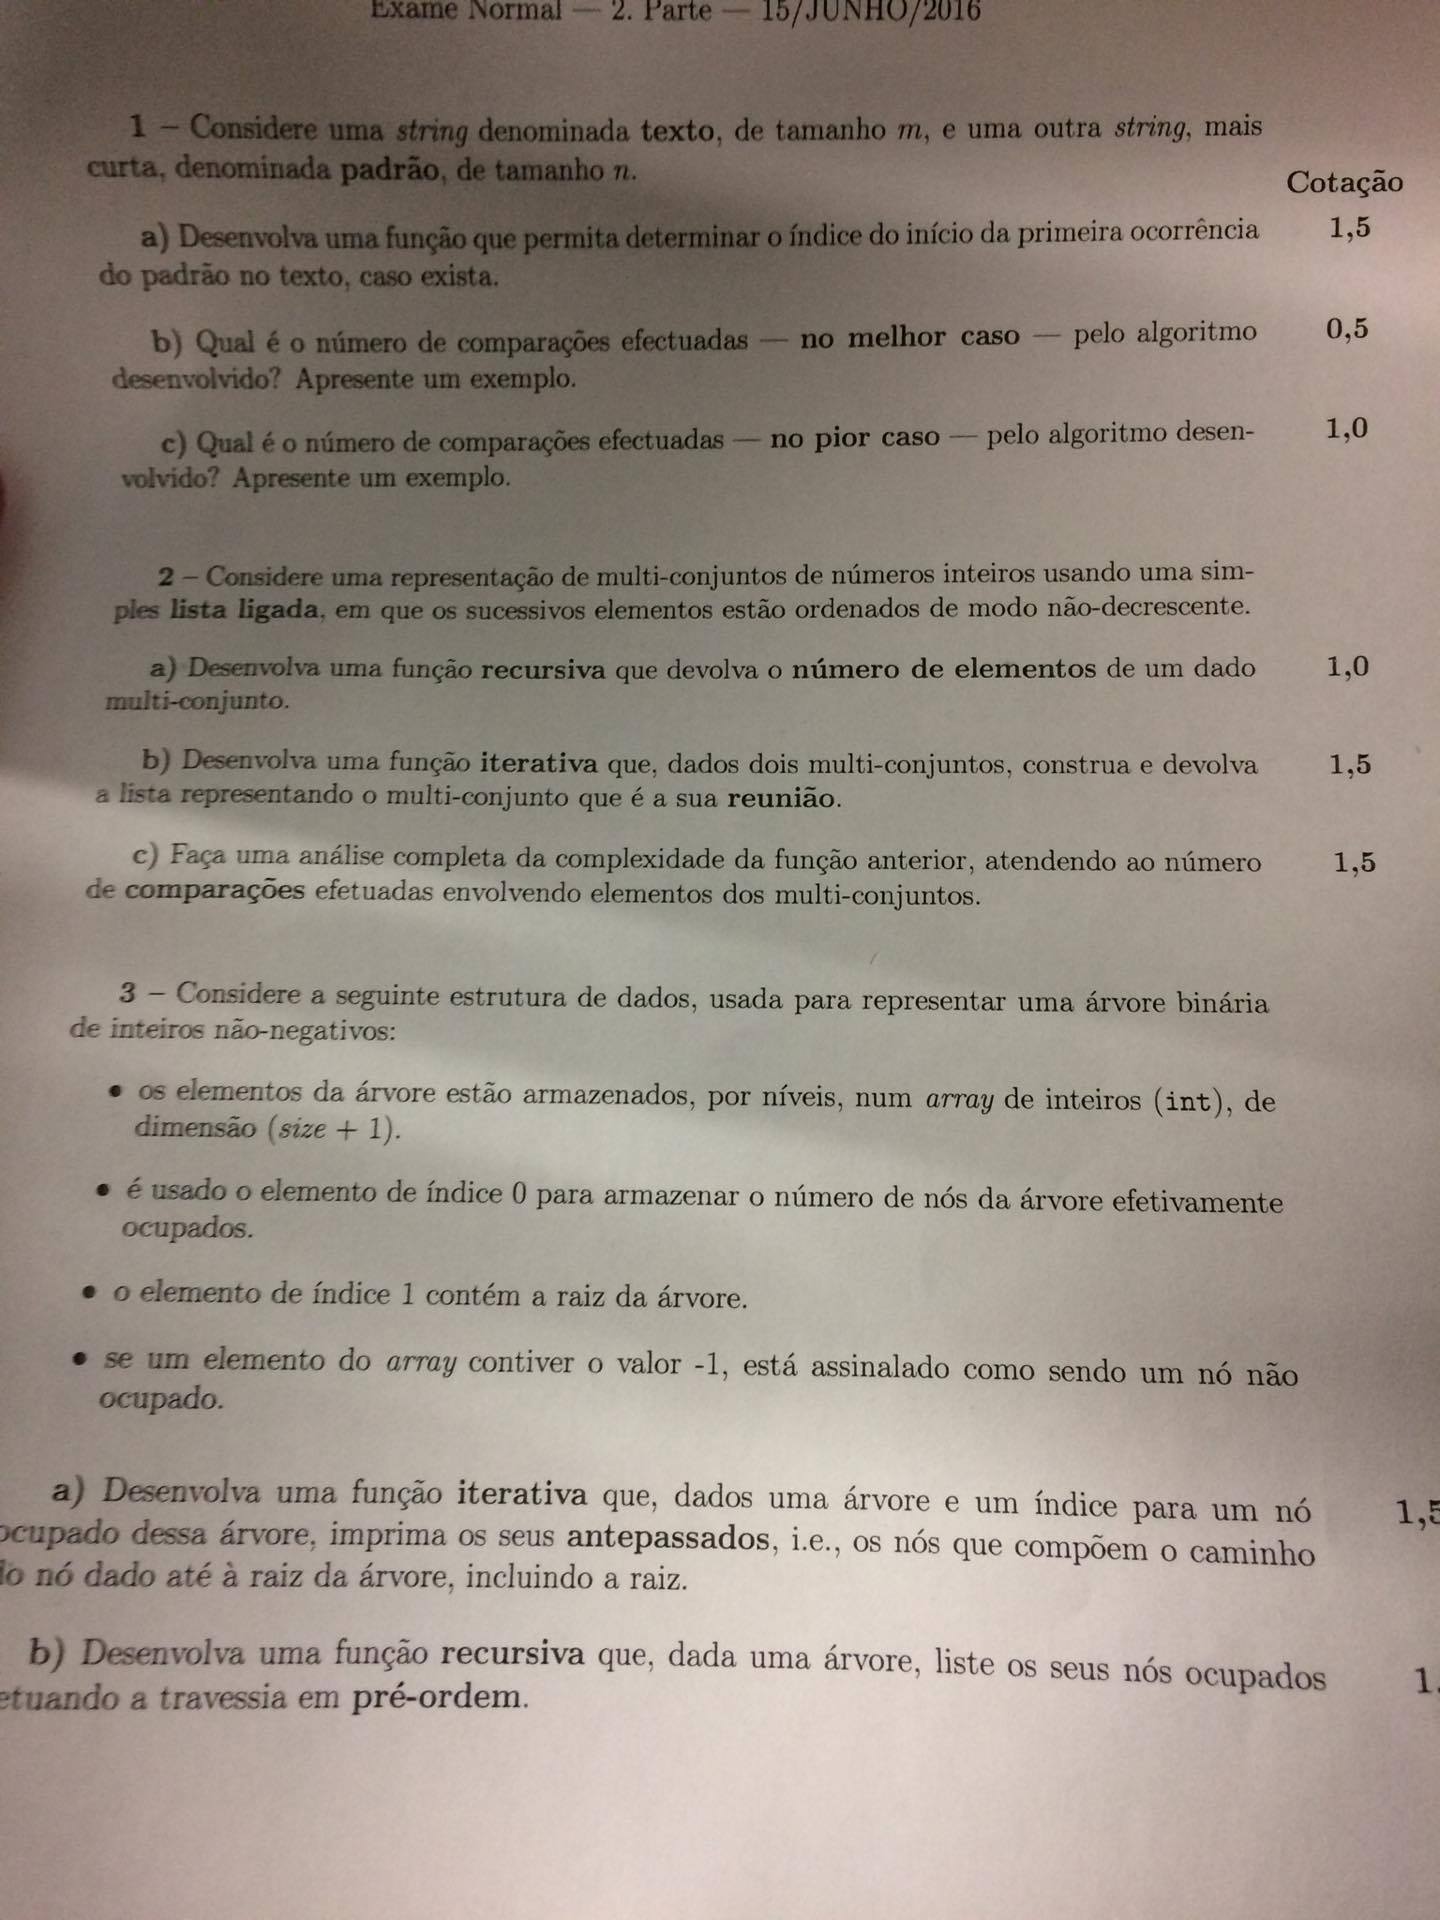 Exame Normal — 2. Parte — 15/JUNHO/2016
1 – Considere uma string denominada texto, de tamanho m, e uma outra string, mais
curta, denominada padrão, de tamanho n.
Cotação
a) Desenvolva uma função que permita determinar o índice do início da primeira ocorrência 1,5
do padrão no texto, caso exista.
b) Qual é o número de comparações efectuadas — no melhor caso — pelo algoritmo 0,5
desenvolvido? Apresente um exemplo.
c) Qual é o número de comparações efectuadas — no pior caso — pelo algoritmo desen- 1,0
volvido? Apresente um exemplo.
2 – Considere uma representação de multi-conjuntos de números inteiros usando uma sim-
ples lista ligada, em que os sucessivos elementos estão ordenados de modo não-decrescente.
a) Desenvolva uma função recursiva que devolva o número de elementos de um dado 1,0
multi-conjunto.
b) Desenvolva uma função iterativa que, dados dois multi-conjuntos, construa e devolva 1,5
a lista representando o multi-conjunto que é a sua reunião.
c) Faça uma análise completa da complexidade da função anterior, atendendo ao número 1,5
de comparações efetuadas envolvendo elementos dos multi-conjuntos.
3 – Considere a seguinte estrutura de dados, usada para representar uma árvore binária
de inteiros não-negativos:
• os elementos da árvore estão armazenados, por níveis, num array de inteiros (int), de
dimensão (size + 1).
• é usado o elemento de índice 0 para armazenar o número de nós da árvore efetivamente
ocupados.
• o elemento de índice 1 contém a raiz da árvore.
• se um elemento do array contiver o valor -1, está assinalado como sendo um nó não
ocupado.
a) Desenvolva uma função iterativa que, dados uma árvore e um índice para um nó 1,5
ocupado dessa árvore, imprima os seus antepassados, i.e., os nós que compõem o caminho
do nó dado até à raiz da árvore, incluindo a raiz.
b) Desenvolva uma função recursiva que, dada uma árvore, liste os seus nós ocupados 1,
etuando a travessia em pré-ordem.